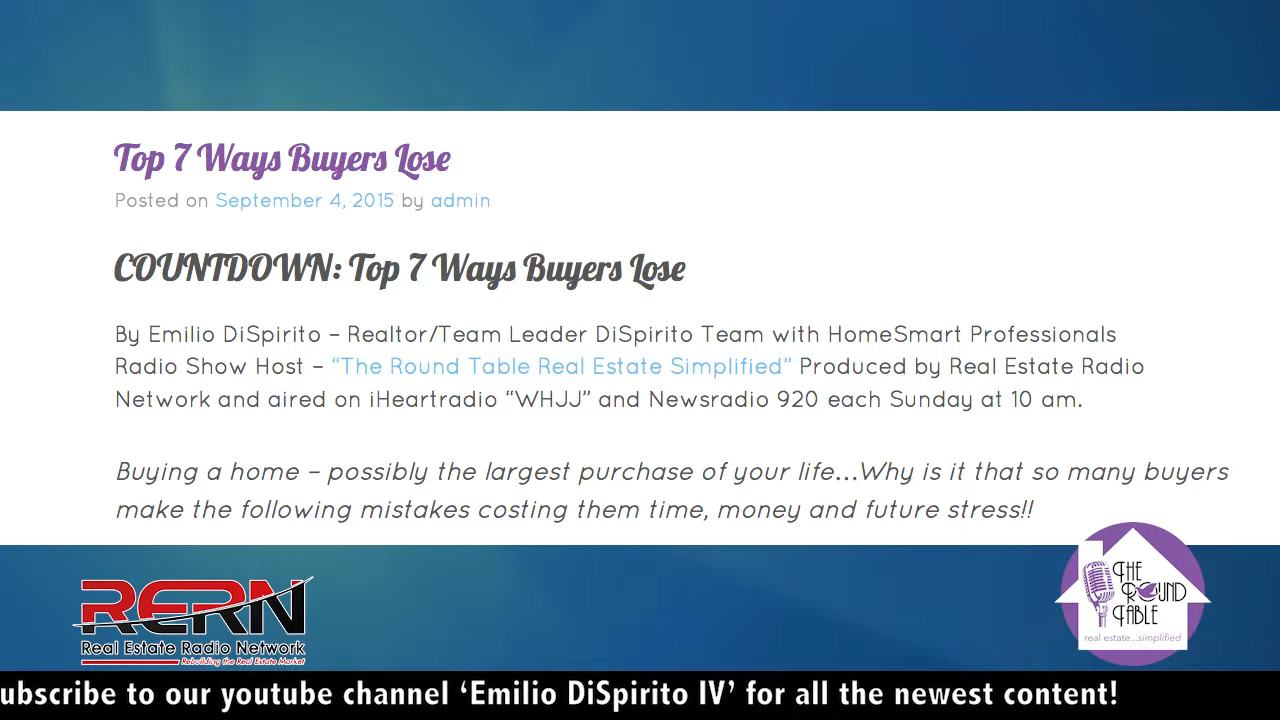 Top 7 Ways Buyers Lose
Posted on September 4, 2015 by admin
COUNTDOWN: Top 7 Ways Buyers Lose
By Emilio DiSpirito – Realtor/Team Leader DiSpirito Team with HomeSmart Professionals
Radio Show Host – “The Round Table Real Estate Simplified” Produced by Real Estate Radio
Network and aired on iHeartradio “WHJJ” and Newsradio 920 each Sunday at 10 am.
Buying a home – possibly the largest purchase of your life...Why is it that so many buyers
make the following mistakes costing them time, money and future stress!!
RERN
Real Estate Radio Network
Rebuilding the Real Estate Market
THE
ROUND
TABLE
real estate...simplified
ubscribe to our youtube channel ‘Emilio DiSpirito IV’ for all the newest content!